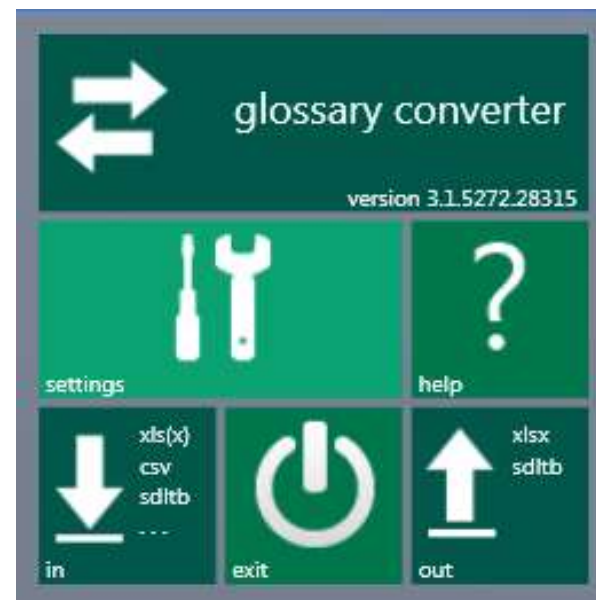 glossary converter
version 3.1.5272.28315
?
settings
help
xls(x)
csv
sdltb
---
in
exit
xlsx
sdltb
out